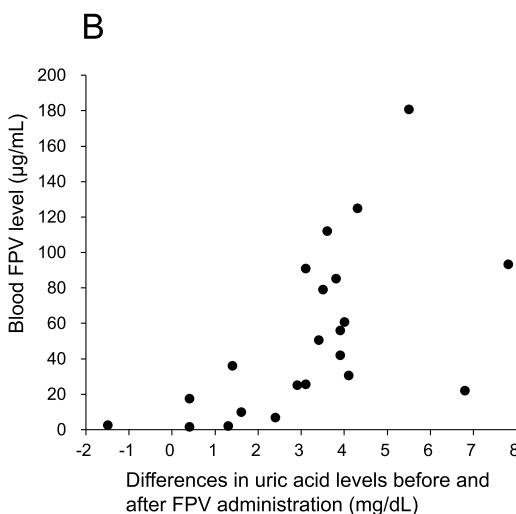 B
200
180
160
140
120
100
80
60
40
20
0
Blood FPV level (μg/mL)
-2 -1 0 1 2 3 4 5 6 7 8
Differences in uric acid levels before and
after FPV administration (mg/dL)